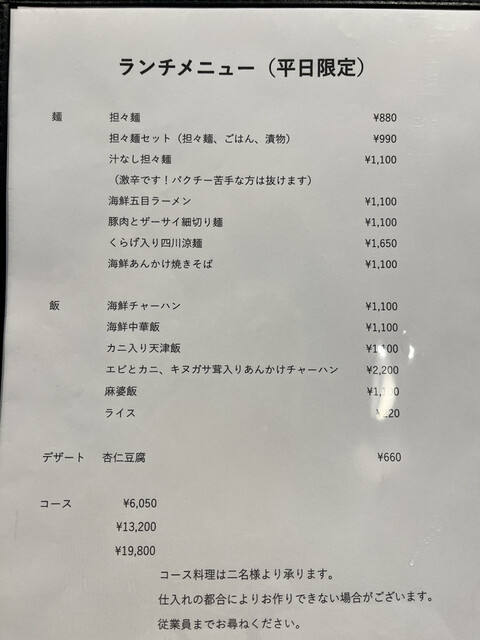 ランチメニュー（平日限定）
麺 担々麺 ¥880
担々麺セット（担々麺、ごはん、漬物） ¥990
汁なし担々麺 ¥1,100
（激辛です！パクチー苦手な方は抜けます）
海鮮五目ラーメン ¥1,100
豚肉とザーサイ細切り麺 ¥1,100
くらげ入り四川涼麺 ¥1,650
海鮮あんかけ焼きそば ¥1,100
飯 海鮮チャーハン ¥1,100
海鮮中華飯 ¥1,100
カニ入り天津飯
エビとカニ、キヌガサ茸入りあんかけチャーハン ¥2,200
麻婆飯
ライス
デザート 杏仁豆腐 ¥660
コース ¥6,050
¥13,200
¥19,800
コース料理は二名様より承ります。
仕入れの都合によりお作りできない場合がございます。
従業員までお尋ねください。